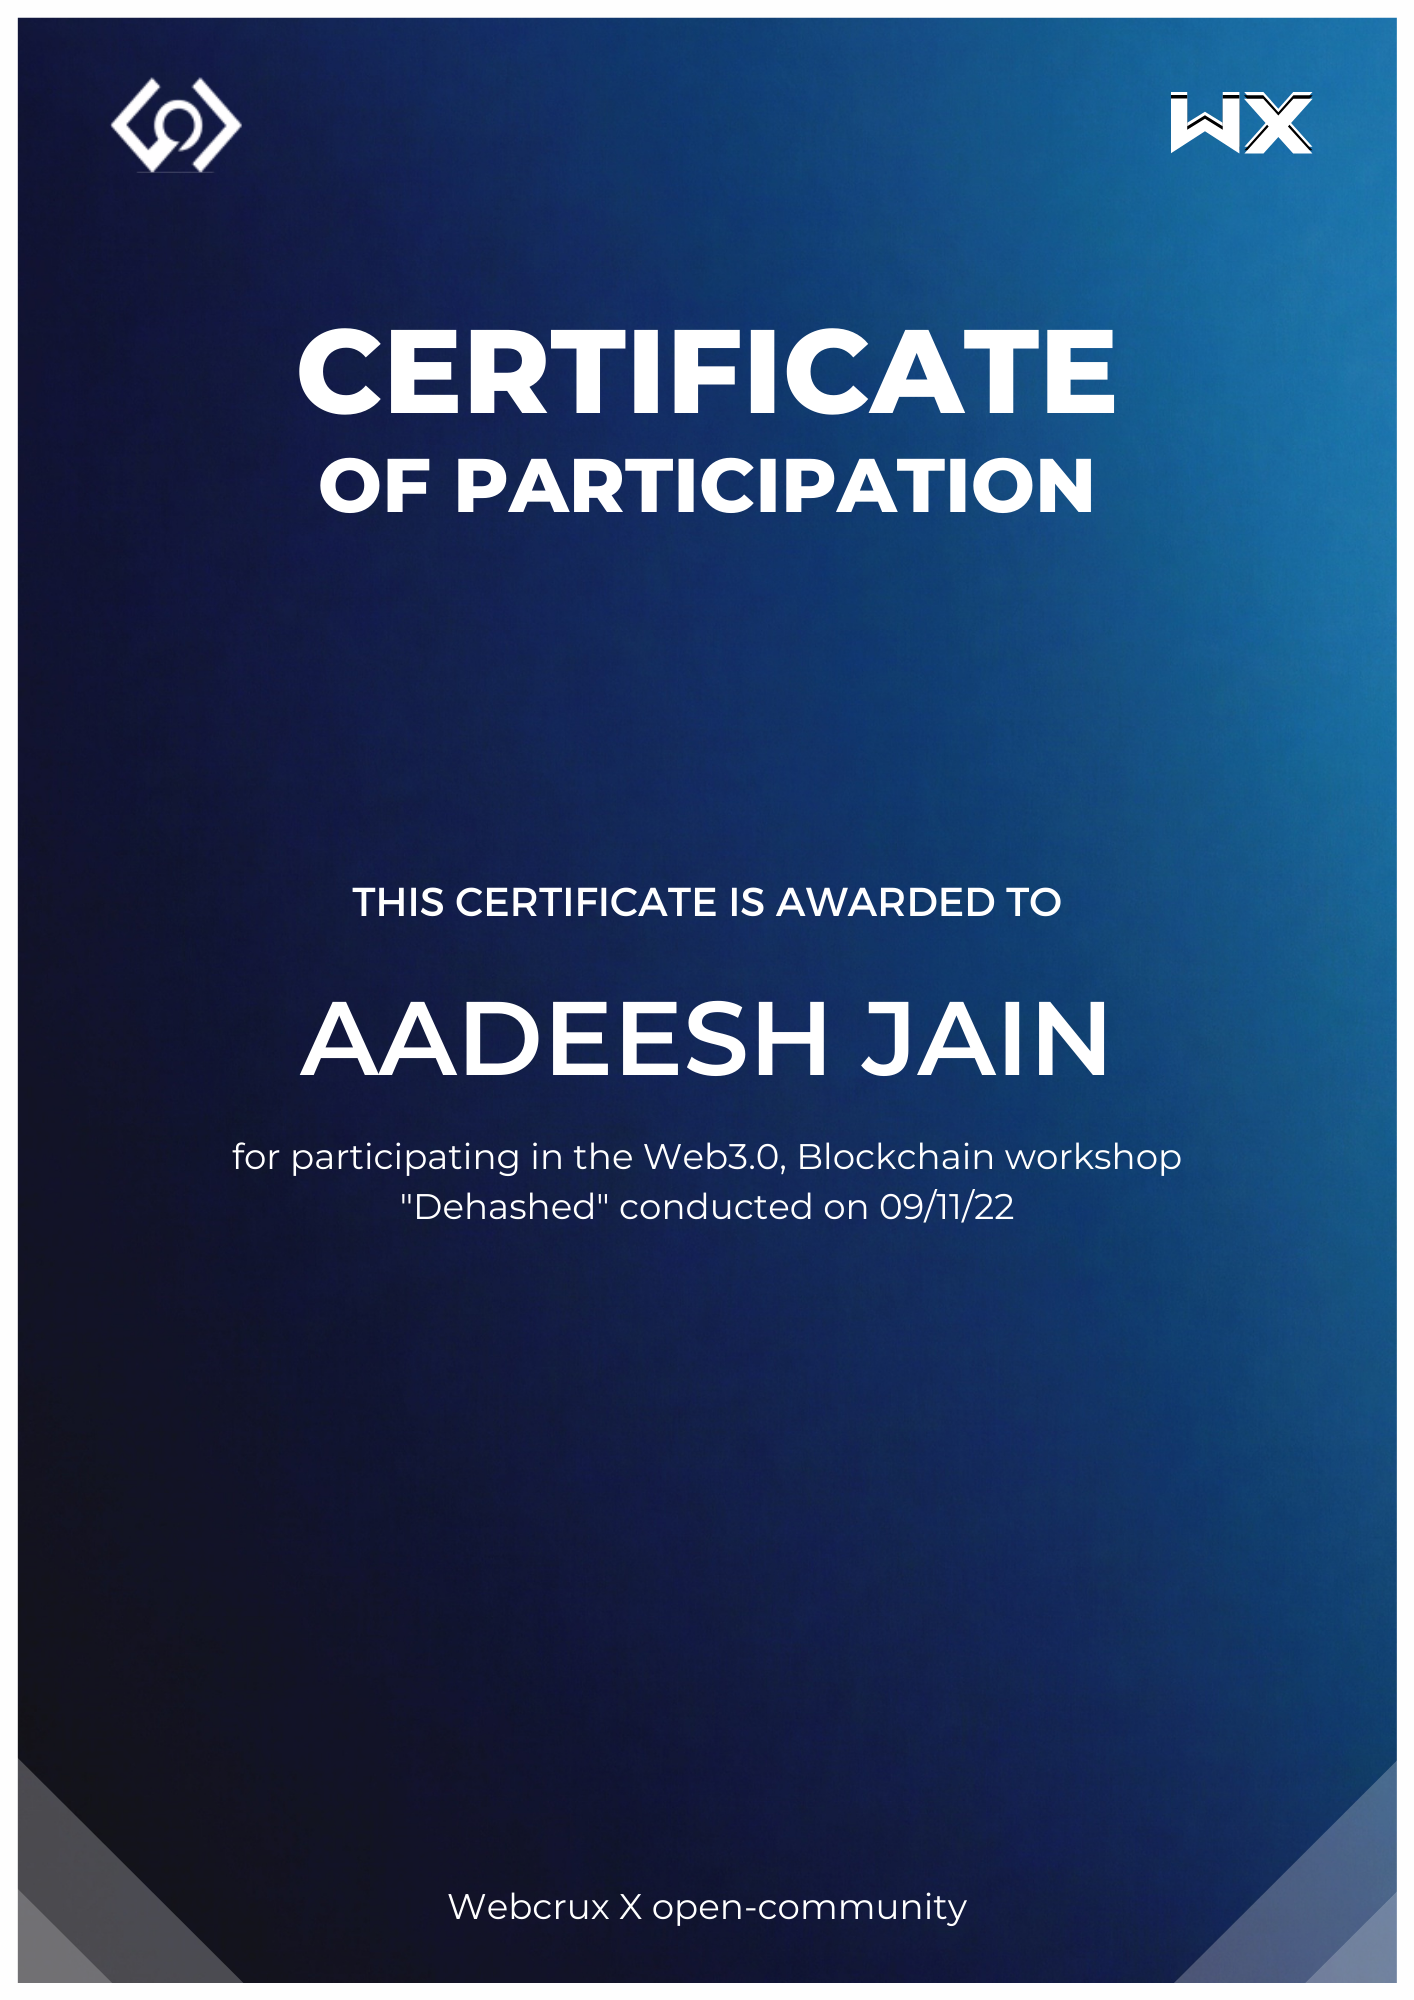 WX
CERTIFICATE
OF PARTICIPATION
THIS CERTIFICATE IS AWARDED TO
AADEESH JAIN
for participating in the Web3.0, Blockchain workshop
"Dehashed" conducted on 09/11/22
Webcrux X open-community